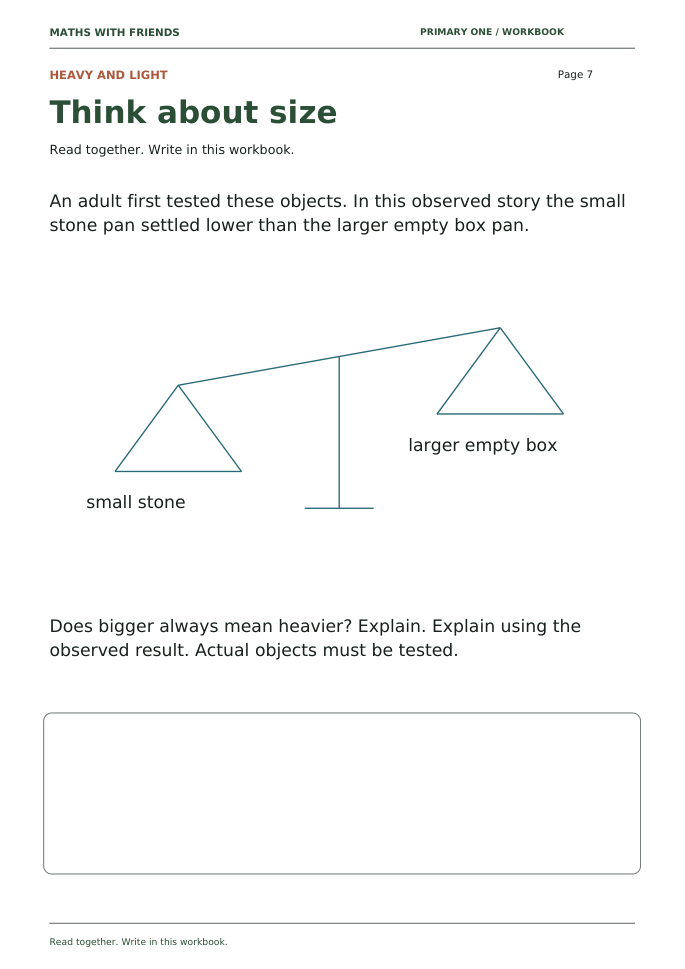 MATHS WITH FRIENDS
PRIMARY ONE / WORKBOOK
HEAVY AND LIGHT
Page 7
Think about size
Read together. Write in this workbook.
An adult first tested these objects. In this observed story the small
stone pan settled lower than the larger empty box pan.
larger empty box
small stone
Does bigger always mean heavier? Explain. Explain using the
observed result. Actual objects must be tested.
Read together. Write in this workbook.